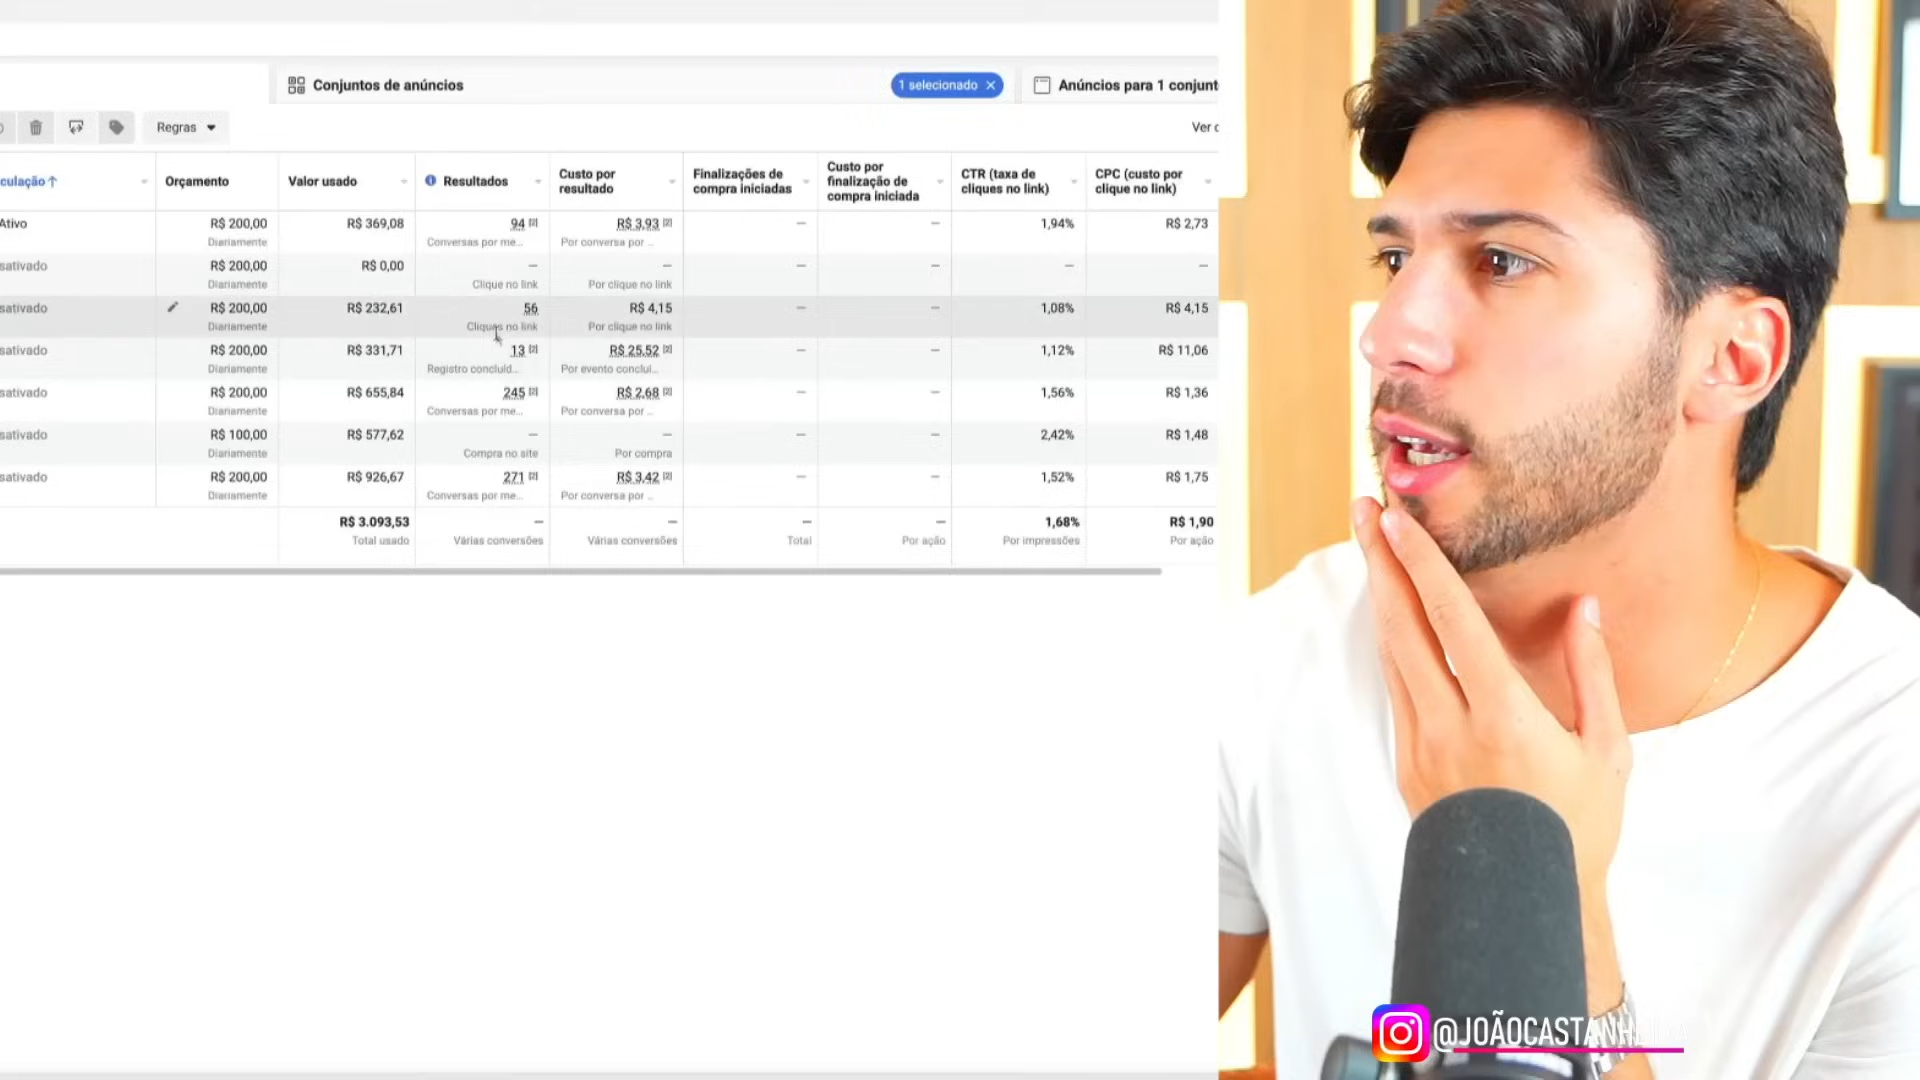 Conjuntos de anúncios
1 selecionado
Anúncios para 1 conjunt
Regras
Ver
culação
Orçamento
Valor usado
Resultados
Custo por resultado
Finalizações de compra iniciadas
Custo por finalização de compra iniciada
CTR (taxa de cliques no link)
CPC (custo por clique no link)
Ativo R$ 200,00 R$ 369,08 94 [2] R$ 3,93 [2] — — 1,94% R$ 2,73
Diariamente Conversas por me... Por conversa por ...
sativado R$ 200,00 R$ 0,00 — — — — — —
Diariamente Clique no link Por clique no link
sativado R$ 200,00 R$ 232,61 56 R$ 4,15 — — 1,08% R$ 4,15
Diariamente Cliques no link Por clique no link
sativado R$ 200,00 R$ 331,71 13 [2] R$ 25,52 [2] — — 1,12% R$ 11,06
Diariamente Registro concluíd... Por evento concluí...
sativado R$ 200,00 R$ 655,84 245 [2] R$ 2,68 [2] — — 1,56% R$ 1,36
Diariamente Conversas por me... Por conversa por ...
sativado R$ 100,00 R$ 577,62 — — — — 2,42% R$ 1,48
Diariamente Compra no site Por compra
sativado R$ 200,00 R$ 926,67 271 [2] R$ 3,42 [2] — — 1,52% R$ 1,75
Diariamente Conversas por me... Por conversa por ...
R$ 3.093,53 — — — — 1,68% R$ 1,90
Total usado Várias conversões Várias conversões Total Por ação Por impressões Por ação